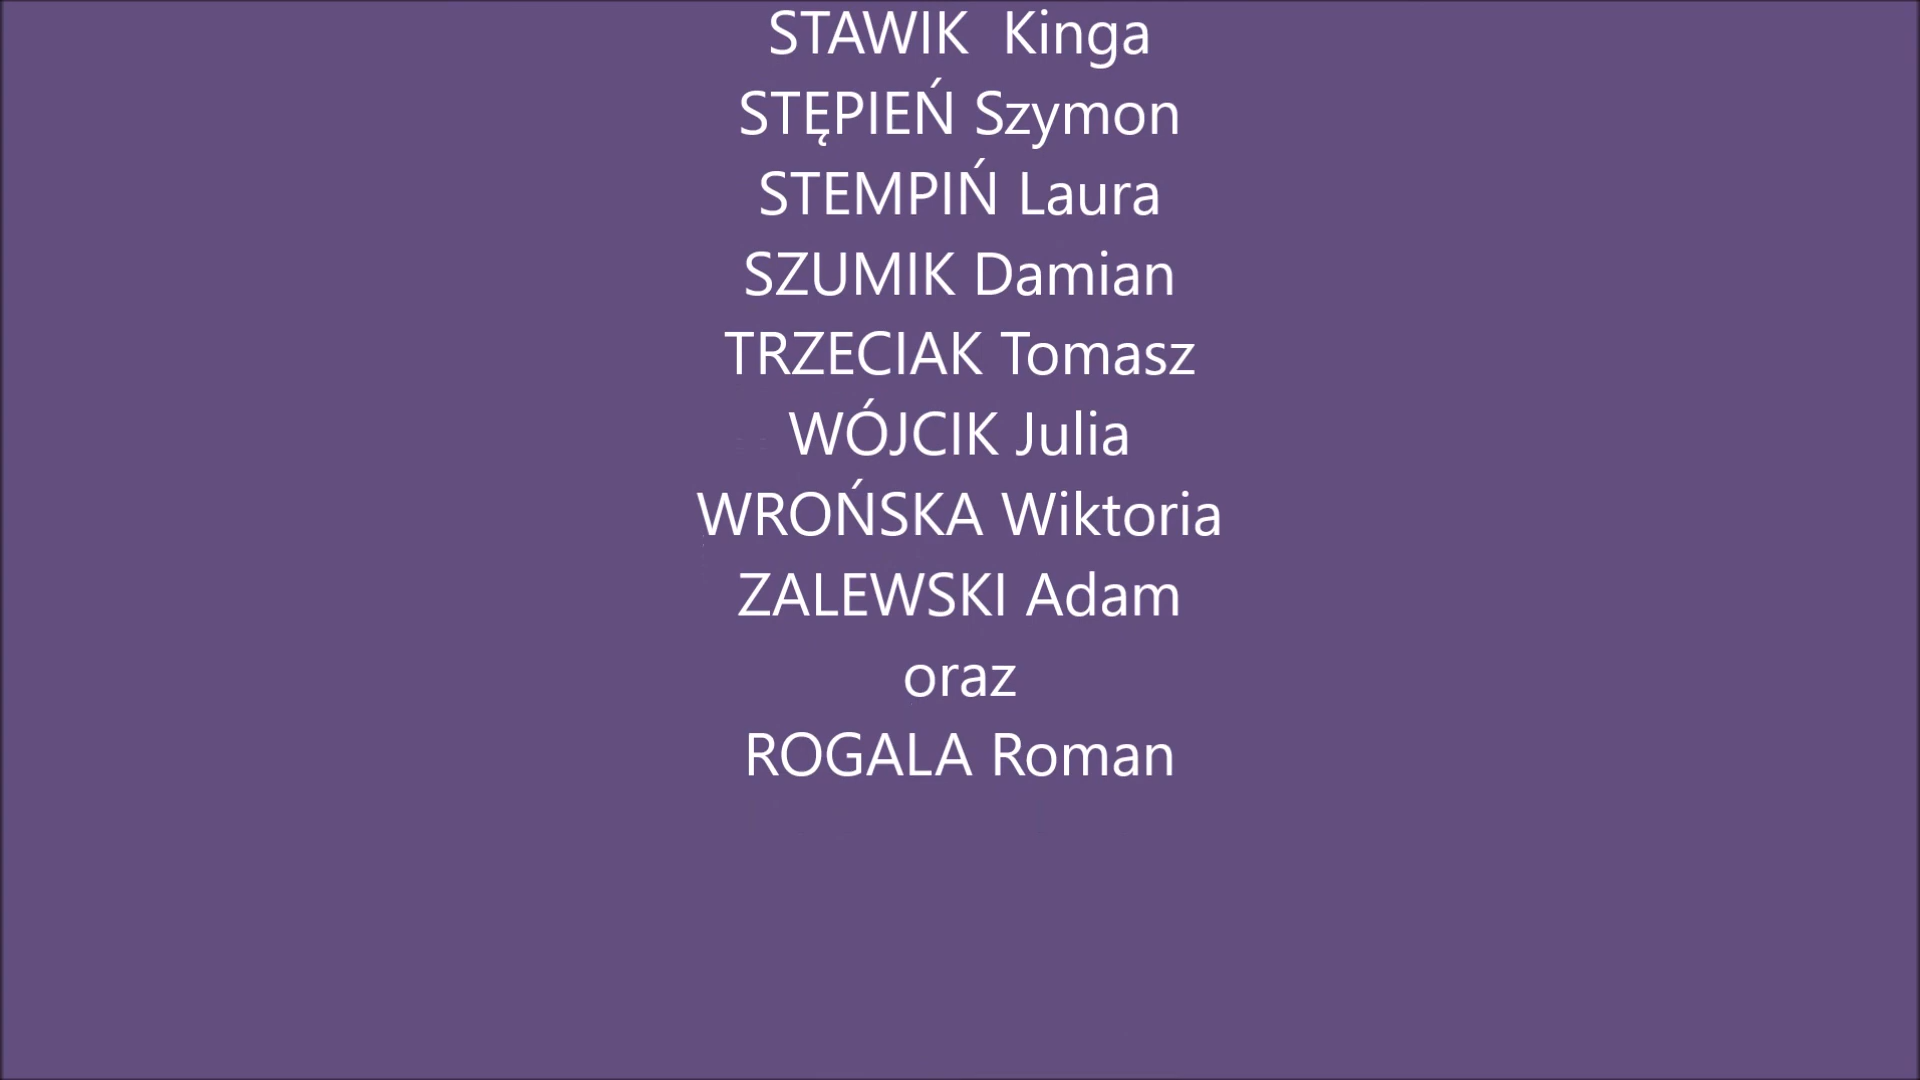 STAWIK  Kinga
STĘPIEŃ Szymon
STEMPIŃ Laura
SZUMIK Damian
TRZECIAK Tomasz
WÓJCIK Julia
WROŃSKA Wiktoria
ZALEWSKI Adam
oraz
ROGALA Roman